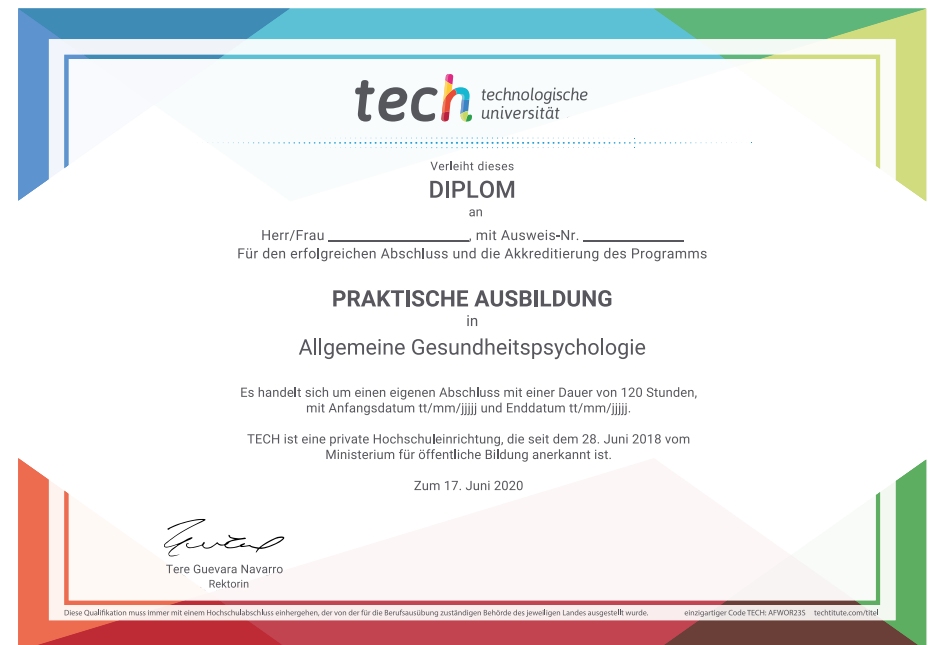 tech technologische
universität
Verleiht dieses
DIPLOM
an
Herr/Frau ____________________, mit Ausweis-Nr. ______________
Für den erfolgreichen Abschluss und die Akkreditierung des Programms
PRAKTISCHE AUSBILDUNG
in
Allgemeine Gesundheitspsychologie
Es handelt sich um einen eigenen Abschluss mit einer Dauer von 120 Stunden,
mit Anfangsdatum tt/mm/jjjjj und Enddatum tt/mm/jjjjj.
TECH ist eine private Hochschuleinrichtung, die seit dem 28. Juni 2018 vom
Ministerium für öffentliche Bildung anerkannt ist.
Zum 17. Juni 2020
Tere Guevara Navarro
Rektorin
Diese Qualifikation muss immer mit einem Hochschulabschluss einhergehen, der von der für die Berufsausübung zuständigen Behörde des jeweiligen Landes ausgestellt wurde. einzigartiger Code TECH: AFWOR23S techtitute.com/titel